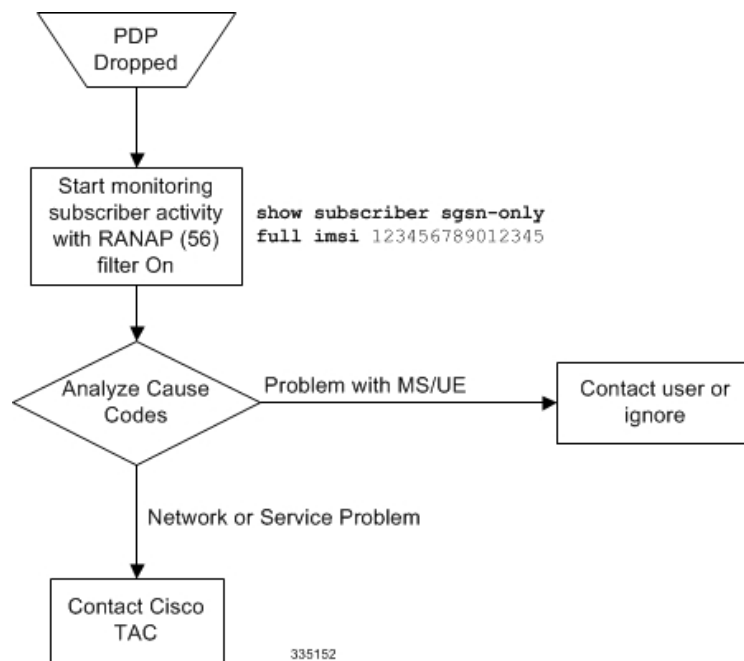 PDP
Dropped
Start monitoring
subscriber activity
with RANAP (56)
filter On
show subscriber sgsn-only
full imsi 123456789012345
Analyze Cause
Codes
Problem with MS/UE
Contact user or
ignore
Network or Service Problem
Contact Cisco
TAC
335152